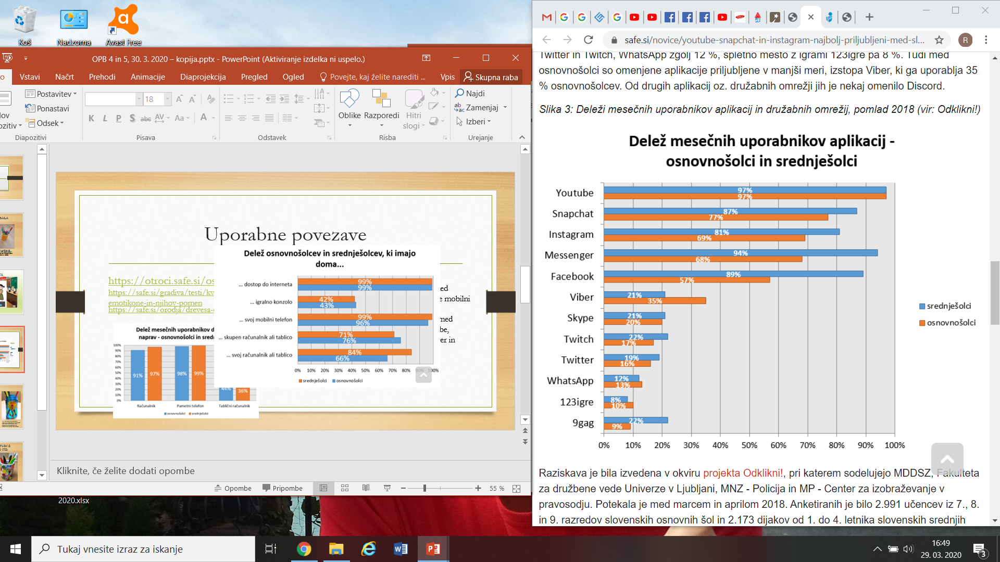 Koš
Nadzorna
Avast Free
OPB 4 in 5, 30. 3. 2020 – kopija.pptx - PowerPoint (Aktiviranje izdelka ni uspelo.)
Vstavi
Načrt
Prehodi
Animacije
Diaprojekcija
Pregled
Ogled
Povejte, kaj želite narediti ...
Vpis
Skupna raba
Postavitev
Ponastavi
Odsek
Diapozitivi
18
Pisava
Odstavek
Oblike
Razporedi
Hitri
slogi
Risba
Najdi
Zamenjaj
Izberi
Urejanje
Uporabne povezave
https://otroci.safe.si/os
https://safe.si/gradiva/testi/kv
emotikone-in-njihov-pomen
https://safe.si/orodja/drevesa-
Delež osnovnošolcev in srednješolcev, ki imajo
doma...
... dostop do interneta
99%
99%
... igralno konzolo
42%
43%
... svoj mobilni telefon
99%
96%
... skupen računalnik ali tablico
71%
76%
... svoj računalnik ali tablico
84%
66%
0% 10% 20% 30% 40% 50% 60% 70% 80% 90% 100%
srednješolci osnovnošolci
ed
e mobilni
med
be,
er in
Delež mesečnih uporabnikov d
naprav - osnovnošolci in sredr
100%
90%
80%
70%
60%
50%
40%
30%
20%
10%
0%
91% 97% 98% 99% 44% 36%
Računalnik Pametni telefon Tablični računalnik
osnovnošolci srednješolci
Kliknite, če želite dodati opombe
Opombe
Pripombe
55 %
2020.xlsx
safe.si/novice/youtube-snapchat-in-instagram-najbolj-priljubljeni-med-sl...
R
Twitter in Twitch, WhatsApp zgolj 12 %, spletno mesto z igrami 123igre pa 8 %. Tudi med
osnovnošolci so omenjene aplikacije priljubljene v manjši meri, izstopa Viber, ki ga uporablja 35
% osnovnošolcev. Od drugih aplikacij oz. družabnih omrežji jih je nekaj omenilo Discord.
Slika 3: Deleži mesečnih uporabnikov aplikacij in družabnih omrežij, pomlad 2018 (vir: Odklikni!)
Delež mesečnih uporabnikov aplikacij -
osnovnošolci in srednješolci
Youtube
97%
97%
Snapchat
87%
77%
Instagram
81%
69%
Messenger
94%
68%
Facebook
89%
57%
Viber
21%
35%
Skype
21%
20%
Twitch
22%
17%
Twitter
19%
16%
WhatsApp
12%
13%
123igre
8%
10%
9gag
22%
9%
0% 10% 20% 30% 40% 50% 60% 70% 80% 90% 100%
srednješolci
osnovnošolci
Raziskava je bila izvedena v okviru projekta Odklikni!, pri katerem sodelujejo MDDSZ, Fakulteta
za družbene vede Univerze v Ljubljani, MNZ - Policija in MP - Center za izobraževanje v
pravosodju. Potekala je med marcem in aprilom 2018. Anketiranih je bilo 2.991 učencev iz 7., 8.
in 9. razredov slovenskih osnovnih šol in 2.173 dijakov od 1. do 4. letnika slovenskih srednjih
Tukaj vnesite izraz za iskanje
16:49
29. 03. 2020
3